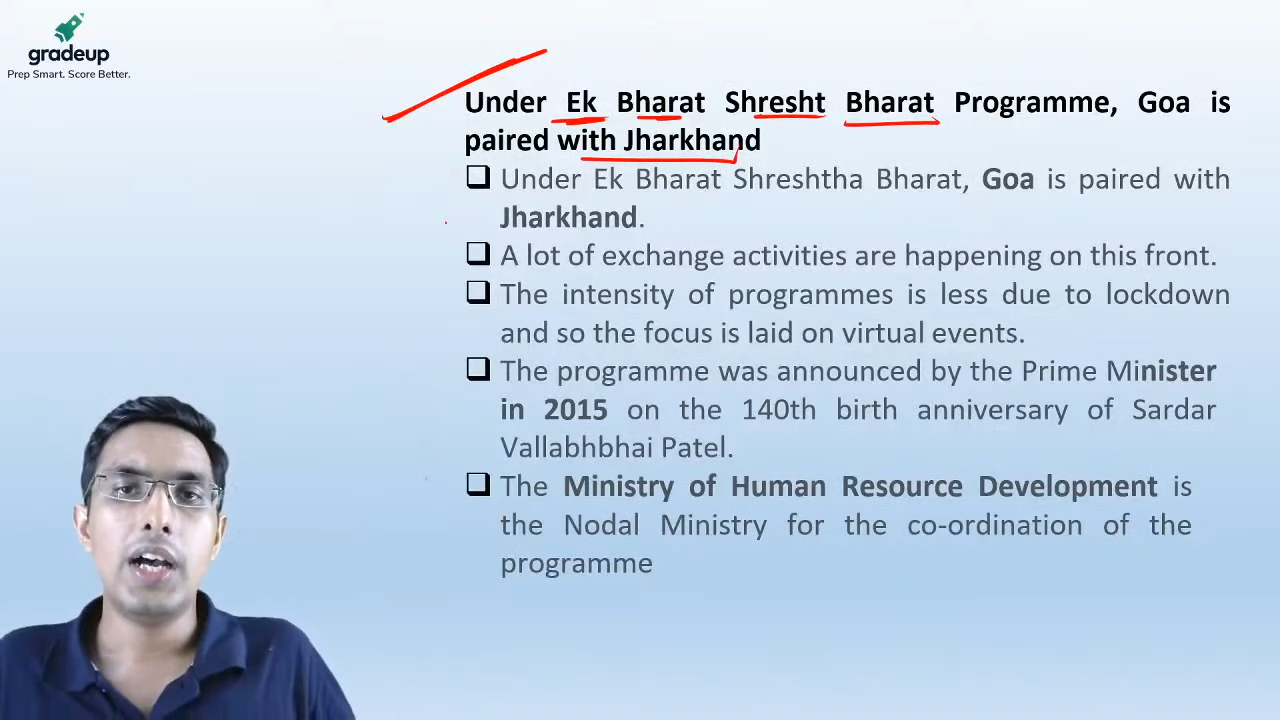 gradeup
Prep Smart. Score Better.
Under Ek Bharat Shresht Bharat Programme, Goa is
paired with Jharkhand
Under Ek Bharat Shreshtha Bharat, Goa is paired with
Jharkhand.
A lot of exchange activities are happening on this front.
The intensity of programmes is less due to lockdown
and so the focus is laid on virtual events.
The programme was announced by the Prime Minister
in 2015 on the 140th birth anniversary of Sardar
Vallabhbhai Patel.
The Ministry of Human Resource Development is
the Nodal Ministry for the co-ordination of the
programme